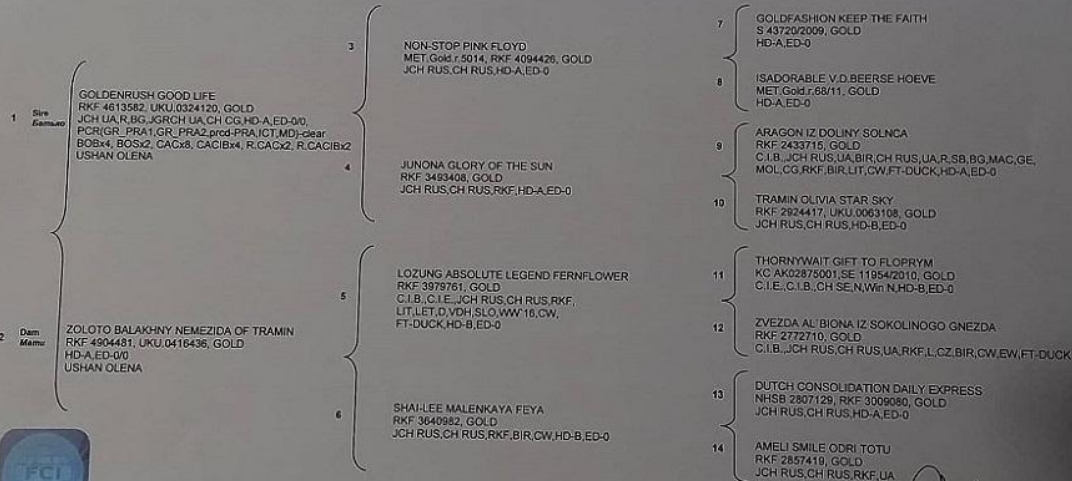 1
Sire
Батько
GOLDENRUSH GOOD LIFE
RKF 4613582, UKU.0324120, GOLD
JCH UA,R,BG,JGRCH UA,CH CG,HD-A,ED-0/0,
PCR(GR_PRA1,GR_PRA2,prcd-PRA,ICT,MD)-clear
BOBx4, BOSx2, CACx8, CACIBx4, R.CACx2, R.CACIBx2
USHAN OLENA
2
Dam
Мати
ZOLOTO BALAKHNY NEMEZIDA OF TRAMIN
RKF 4904481, UKU.0416436, GOLD
HD-A,ED-0/0
USHAN OLENA
3
NON-STOP PINK FLOYD
MET.Gold.r.5014, RKF 4094426, GOLD
JCH RUS,CH RUS,HD-A,ED-0
4
JUNONA GLORY OF THE SUN
RKF 3493408, GOLD
JCH RUS,CH RUS,RKF,HD-A,ED-0
5
LOZUNG ABSOLUTE LEGEND FERNFLOWER
RKF 3979761, GOLD
C.I.B.,C.I.E.,JCH RUS,CH RUS,RKF,
LIT,LET,D,VDH,SLO,WW'16,CW,
FT-DUCK,HD-B,ED-0
6
SHAI-LEE MALENKAYA FEYA
RKF 3640982, GOLD
JCH RUS,CH RUS,RKF,BIR,CW,HD-B,ED-0
7
GOLDFASHION KEEP THE FAITH
S 43720/2009, GOLD
HD-A,ED-0
8
ISADORABLE V.D.BEERSE HOEVE
MET.Gold.r.68/11, GOLD
HD-A,ED-0
9
ARAGON IZ DOLINY SOLNCA
RKF 2433715, GOLD
C.I.B.,JCH RUS,UA,BIR,CH RUS,UA,R,SB,BG,MAC,GE,
MOL,CG,RKF,BIR,LIT,CW,FT-DUCK,HD-A,ED-0
10
TRAMIN OLIVIA STAR SKY
RKF 2924417, UKU.0063108, GOLD
JCH RUS,CH RUS,HD-B,ED-0
11
THORNYWAIT GIFT TO FLOPRYM
KC AK02875001,SE 11954/2010, GOLD
C.I.E.,C.I.B.,CH SE,N,Win N,HD-B,ED-0
12
ZVEZDA AL'BIONA IZ SOKOLINOGO GNEZDA
RKF 2772710, GOLD
C.I.B.,JCH RUS,CH RUS,UA,RKF,L,CZ,BIR,CW,EW,FT-DUCK
13
DUTCH CONSOLIDATION DAILY EXPRESS
NHSB 2807129, RKF 3009080, GOLD
JCH RUS,CH RUS,HD-A,ED-0
14
AMELI SMILE ODRI TOTU
RKF 2857419, GOLD
JCH RUS,CH RUS,RKF,UA
FCI